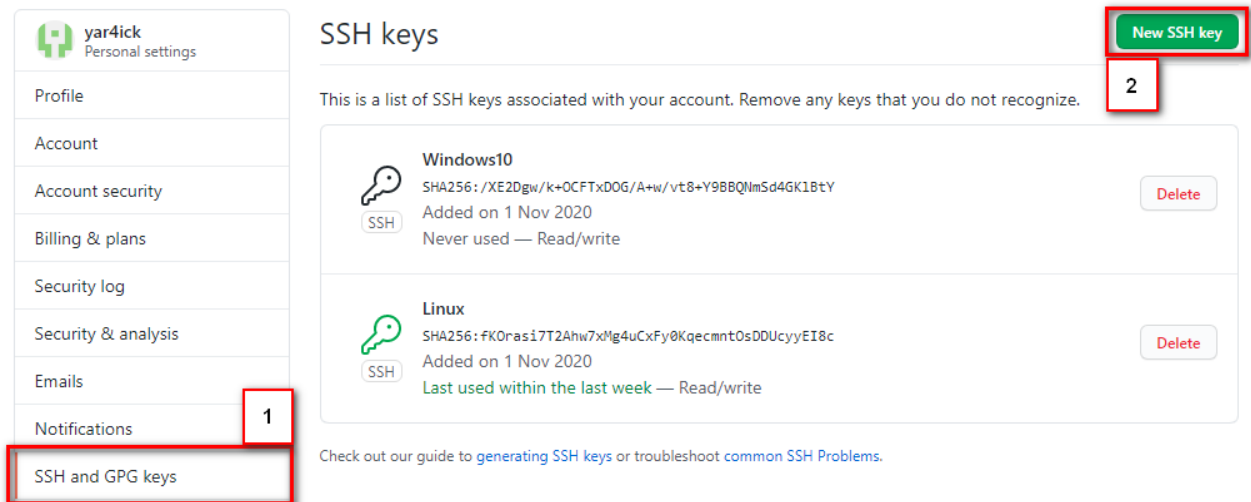 yar4ick
Personal settings
Profile
Account
Account security
Billing & plans
Security log
Security & analysis
Emails
Notifications
1
SSH and GPG keys
SSH keys
New SSH key
2
This is a list of SSH keys associated with your account. Remove any keys that you do not recognize.
Windows10
SHA256:/XE2Dgw/k+OCFTxDOG/A+w/vt8+Y9BBQNmSd4GKlBtY
SSH
Added on 1 Nov 2020
Never used — Read/write
Delete
Linux
SHA256:fKOrasi7T2Ahw7xMg4uCxFy0KqecmntOsDDUcyyEI8c
SSH
Added on 1 Nov 2020
Last used within the last week — Read/write
Delete
Check out our guide to generating SSH keys or troubleshoot common SSH Problems.